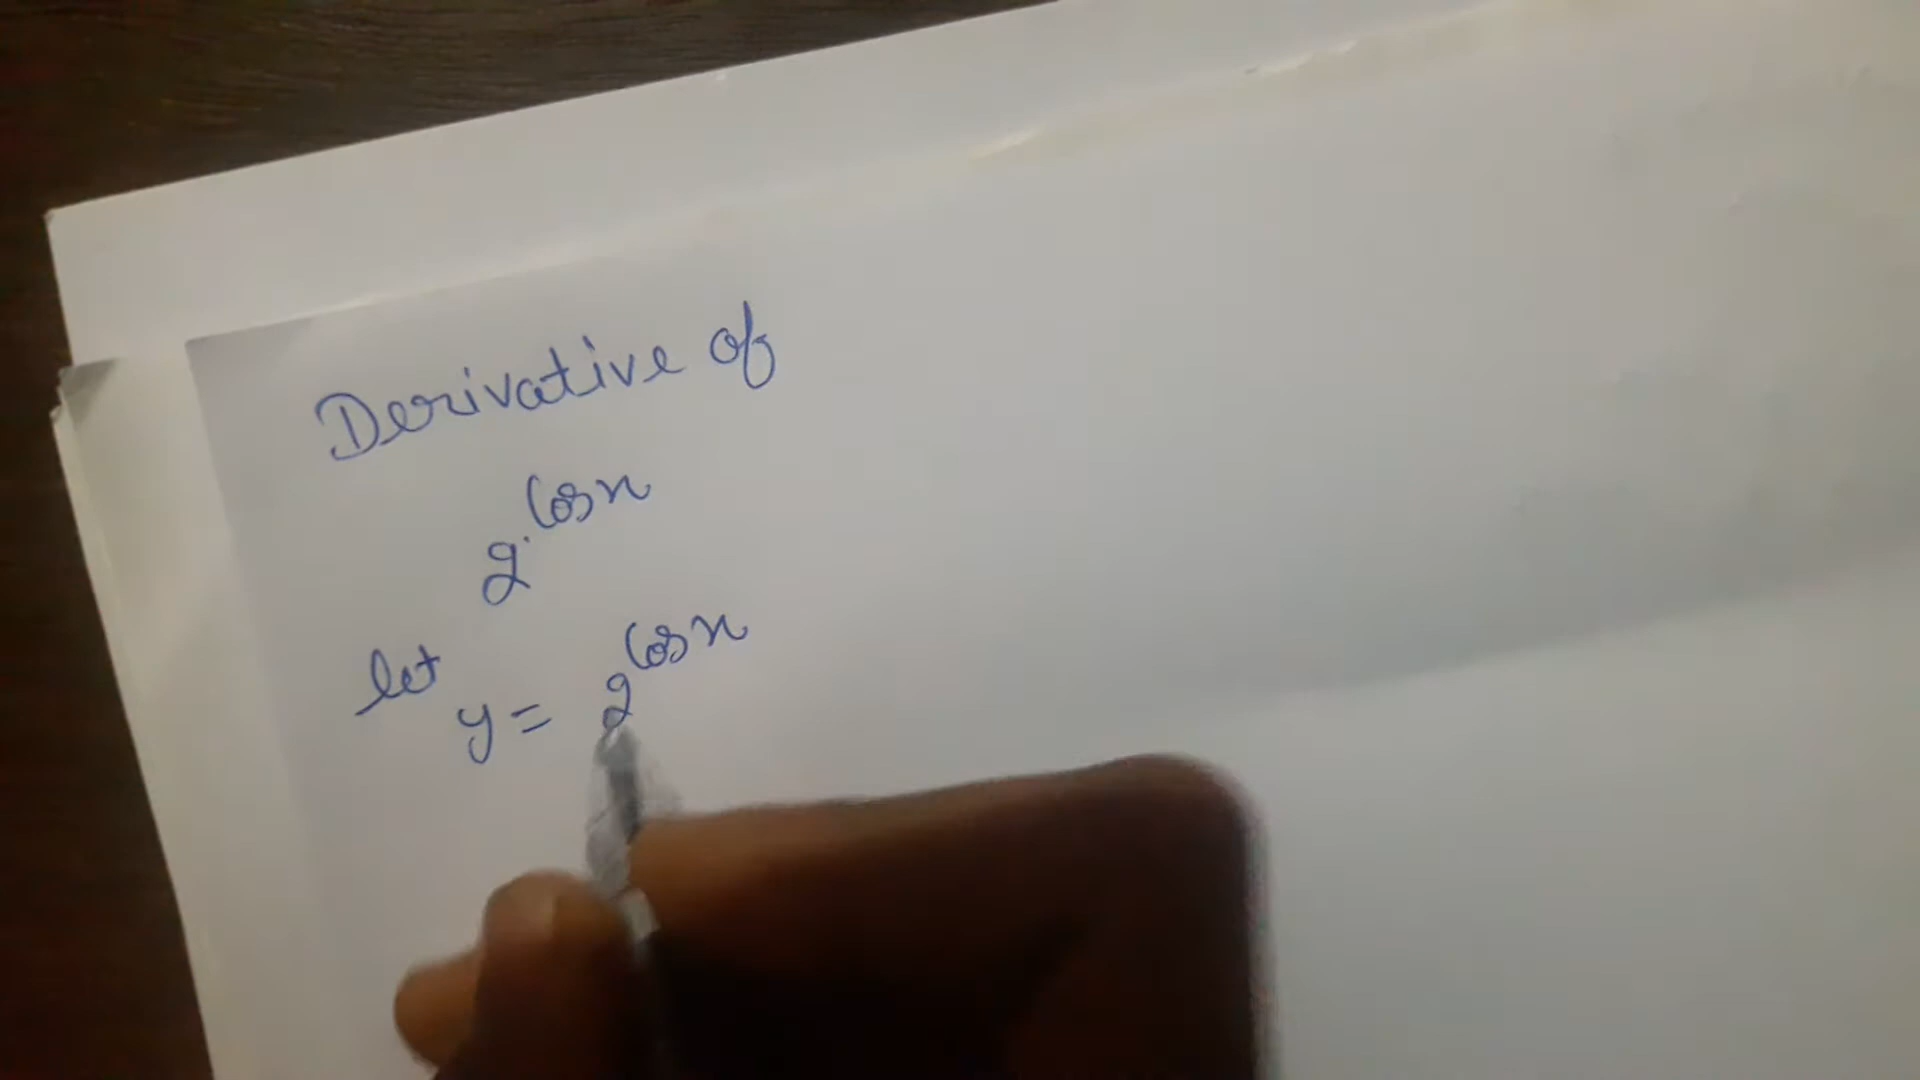 Derivative of
2^cos x
let y = 2^cos x